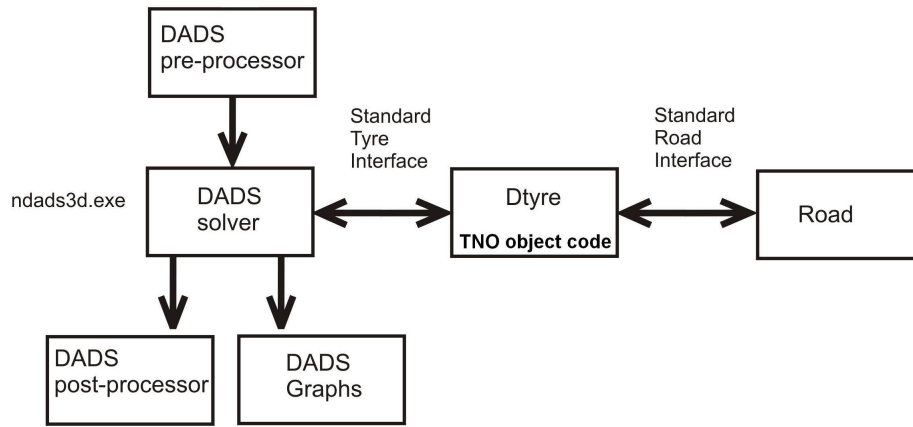 DADS
pre-processor
Standard
Tyre
Interface
Standard
Road
Interface
ndads3d.exe
DADS
solver
Dtyre
TNO object code
Road
DADS
post-processor
DADS
Graphs